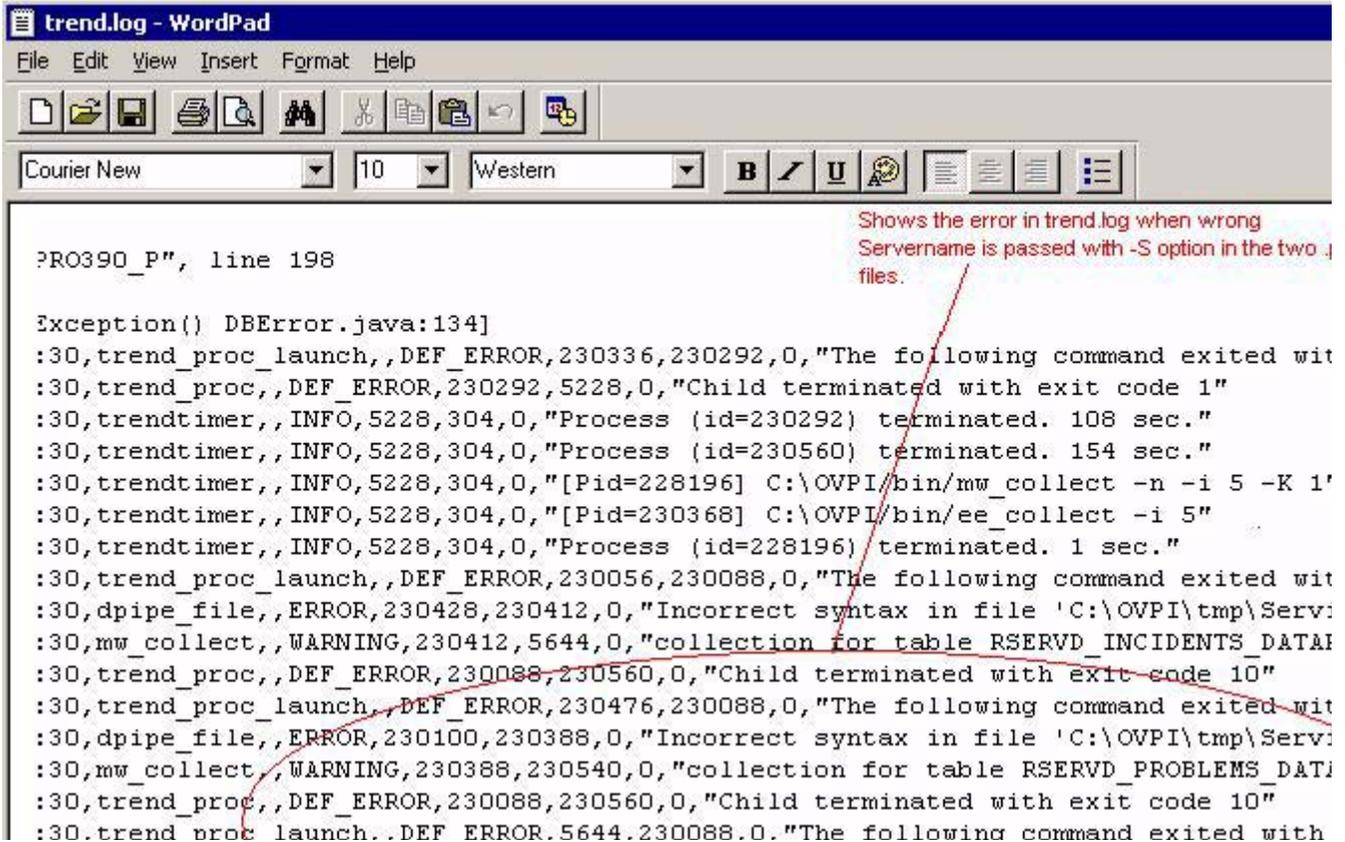 trend.log - WordPad
File Edit View Insert Format Help
Courier New 10 Western B I U
Shows the error in trend.log when wrong
Servername is passed with -S option in the two .p
files.
PRO390_P", line 198
Exception() DBError.java:134]
:30,trend_proc_launch,,DEF_ERROR,230336,230292,0,"The following command exited wit
:30,trend_proc,,DEF_ERROR,230292,5228,0,"Child terminated with exit code 1"
:30,trendtimer,,INFO,5228,304,0,"Process (id=230292) terminated. 108 sec."
:30,trendtimer,,INFO,5228,304,0,"Process (id=230560) terminated. 154 sec."
:30,trendtimer,,INFO,5228,304,0,"[Pid=228196] C:\OVPI/bin/mw_collect -n -i 5 -K 1"
:30,trendtimer,,INFO,5228,304,0,"[Pid=230368] C:\OVPI/bin/ee_collect -i 5"
:30,trendtimer,,INFO,5228,304,0,"Process (id=228196) terminated. 1 sec."
:30,trend_proc_launch,,DEF_ERROR,230056,230088,0,"The following command exited wit
:30,dpipe_file,,ERROR,230428,230412,0,"Incorrect syntax in file 'C:\OVPI\tmp\Servi
:30,mw_collect,,WARNING,230412,5644,0,"collection for table RSERVD_INCIDENTS_DATAP
:30,trend_proc,,DEF_ERROR,230088,230560,0,"Child terminated with exit code 10"
:30,trend_proc_launch,,DEF_ERROR,230476,230088,0,"The following command exited wit
:30,dpipe_file,,ERROR,230100,230388,0,"Incorrect syntax in file 'C:\OVPI\tmp\Servi
:30,mw_collect,,WARNING,230388,230540,0,"collection for table RSERVD_PROBLEMS_DATA
:30,trend_proc,,DEF_ERROR,230088,230560,0,"Child terminated with exit code 10"
:30,trend_proc_launch,,DEF_ERROR,5644,230088,0,"The following command exited with